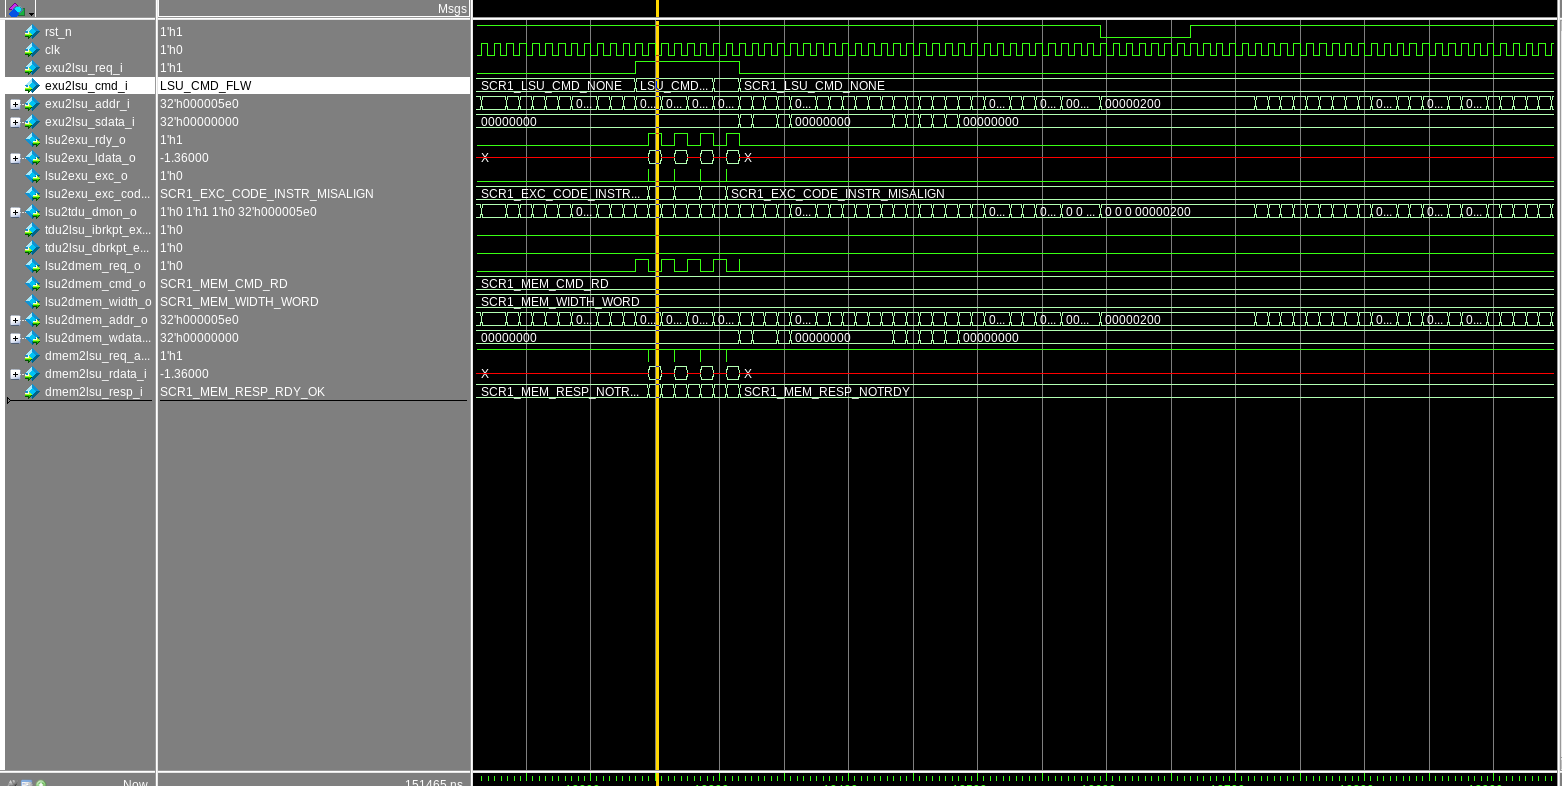 Msgs
rst_n 1'h1
clk 1'h0
exu2lsu_req_i 1'h1
exu2lsu_cmd_i LSU_CMD_FLW SCR1_LSU_CMD_NONE LSU_CMD... SCR1_LSU_CMD_NONE
exu2lsu_addr_i 32'h000005e0 0... 0... 0... 0... 0... 0... 0... 0... 00... 00000200 0... 0... 0...
exu2lsu_sdata_i 32'h00000000 00000000 00000000 00000000
lsu2exu_rdy_o 1'h1
lsu2exu_ldata_o -1.36000 X X
lsu2exu_exc_o 1'h0
lsu2exu_exc_cod... SCR1_EXC_CODE_INSTR_MISALIGN SCR1_EXC_CODE_INSTR... SCR1_EXC_CODE_INSTR_MISALIGN
lsu2tdu_dmon_o 1'h0 1'h1 1'h0 32'h000005e0 0... 0... 0... 0... 0 0 ... 0 0 0 00000200 0... 0... 0...
tdu2lsu_ibrkpt_ex... 1'h0
tdu2lsu_dbrkpt_e... 1'h0
lsu2dmem_req_o 1'h0
lsu2dmem_cmd_o SCR1_MEM_CMD_RD SCR1_MEM_CMD_RD
lsu2dmem_width_o SCR1_MEM_WIDTH_WORD SCR1_MEM_WIDTH_WORD
lsu2dmem_addr_o 32'h000005e0 0... 0... 0... 0... 0... 0... 0... 0... 00... 00000200 0... 0... 0...
lsu2dmem_wdata... 32'h00000000 00000000 00000000 00000000
dmem2lsu_req_a... 1'h1
dmem2lsu_rdata_i -1.36000 X X
dmem2lsu_resp_i SCR1_MEM_RESP_RDY_OK SCR1_MEM_RESP_NOTR... SCR1_MEM_RESP_NOTRDY
Now 151465 ns